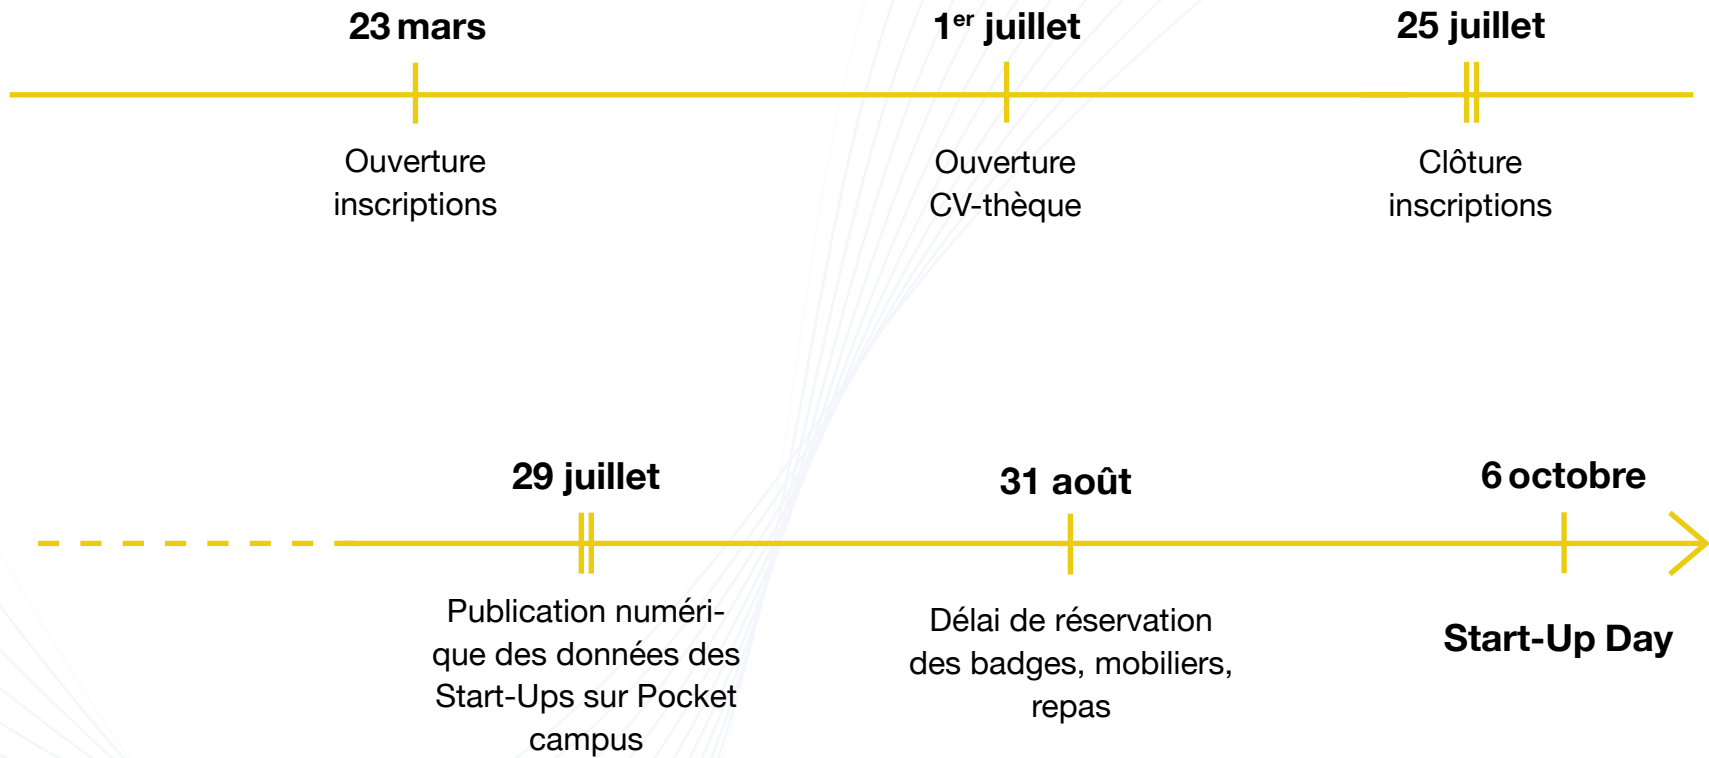 23 mars
1er juillet
25 juillet
Ouverture
inscriptions
Ouverture
CV-thèque
Clôture
inscriptions
29 juillet
31 août
6 octobre
Publication numéri-
que des données des
Start-Ups sur Pocket
campus
Délai de réservation
des badges, mobiliers,
repas
Start-Up Day